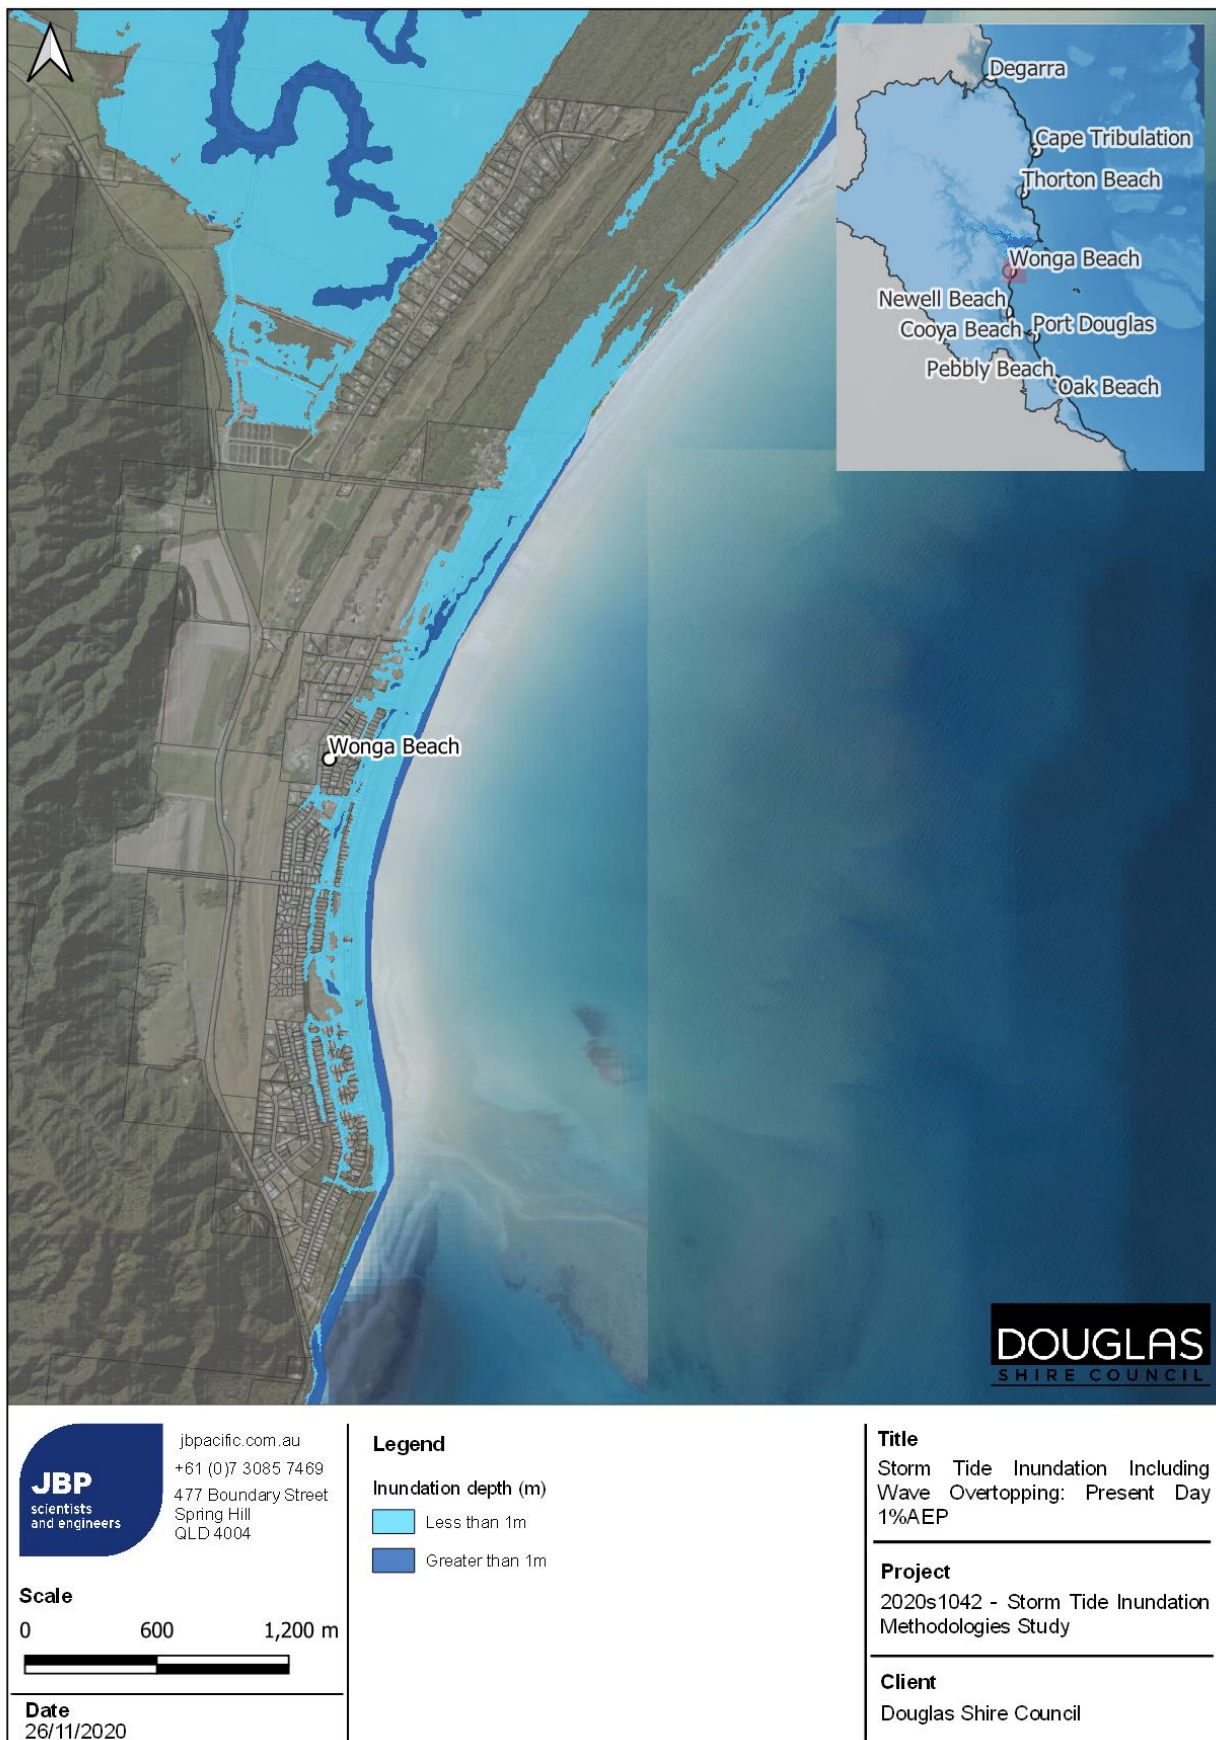 Degarra
Cape Tribulation
Thorton Beach
Wonga Beach
Newell Beach
Cooya Beach
Port Douglas
Pebbly Beach
Oak Beach
Wonga Beach
DOUGLAS
SHIRE COUNCIL
JBP
scientists
and engineers
jbpacific.com.au
+61 (0)7 3085 7469
477 Boundary Street
Spring Hill
QLD 4004
Scale
0 600 1,200 m
Date
26/11/2020
Legend
Inundation depth (m)
Less than 1m
Greater than 1m
Title
Storm Tide Inundation Including
Wave Overtopping: Present Day
1%AEP
Project
2020s1042 - Storm Tide Inundation
Methodologies Study
Client
Douglas Shire Council